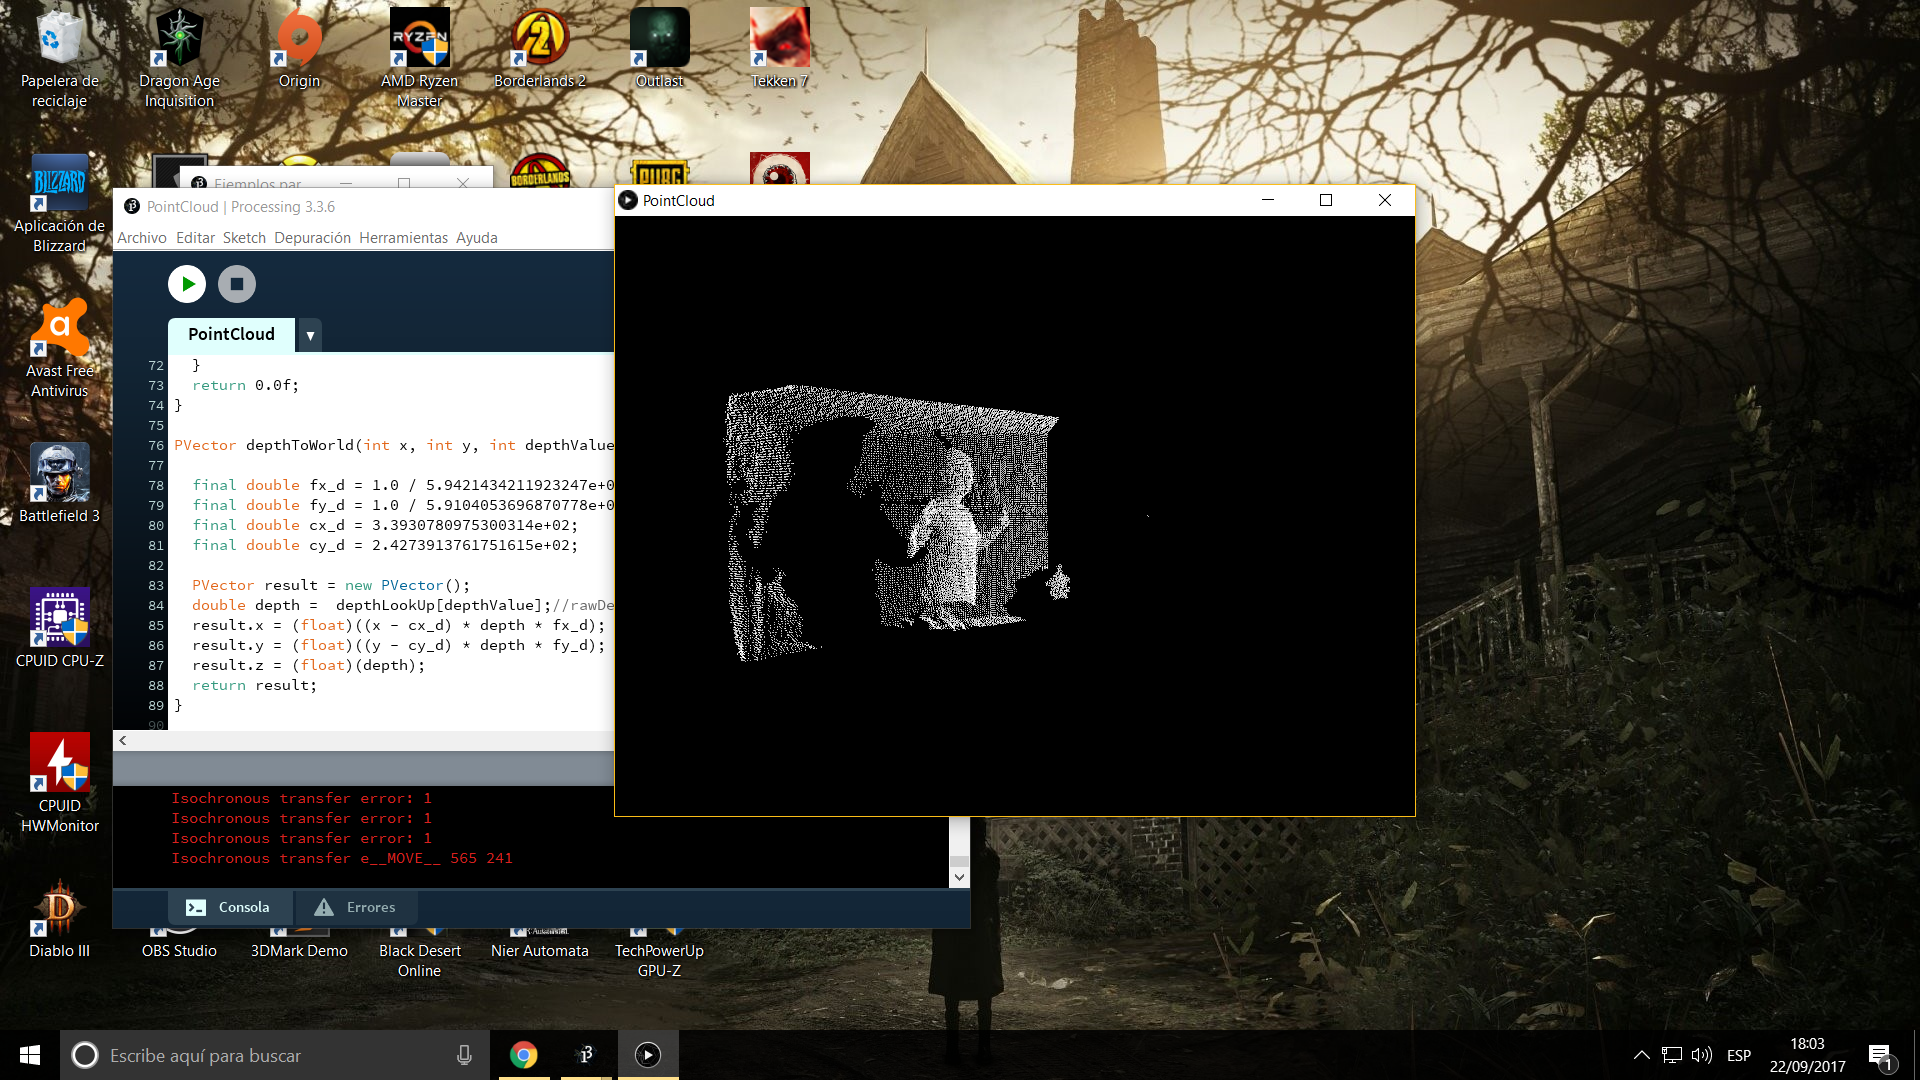 Papelera de
reciclaje
Dragon Age
Inquisition
Origin
RYZEN
AMD Ryzen
Master
2
Borderlands 2
Outlast
Tekken 7
BLIZZARD
Aplicación de
Blizzard
BORDERLANDS
PUBG
a
Avast Free
Antivirus
Battlefield 3
CPUID CPU-Z
CPUID
HWMonitor
Diablo III
OBS Studio
3DMark Demo
Black Desert
Online
Nier Automata
TechPowerUp
GPU-Z
Ejemplos par
PointCloud | Processing 3.3.6
Archivo Editar Sketch Depuración Herramientas Ayuda
PointCloud
72 }
73 return 0.0f;
74 }
75
76 PVector depthToWorld(int x, int y, int depthValue
77
78 final double fx_d = 1.0 / 5.9421434211923247e+0
79 final double fy_d = 1.0 / 5.9104053696870778e+0
80 final double cx_d = 3.3930780975300314e+02;
81 final double cy_d = 2.4273913761751615e+02;
82
83 PVector result = new PVector();
84 double depth = depthLookUp[depthValue];//rawDe
85 result.x = (float)((x - cx_d) * depth * fx_d);
86 result.y = (float)((y - cy_d) * depth * fy_d);
87 result.z = (float)(depth);
88 return result;
89 }
90
Isochronous transfer error: 1
Isochronous transfer error: 1
Isochronous transfer error: 1
Isochronous transfer e__MOVE__ 565 241
Consola
Errores
PointCloud
Escribe aquí para buscar
ESP
18:03
22/09/2017
1